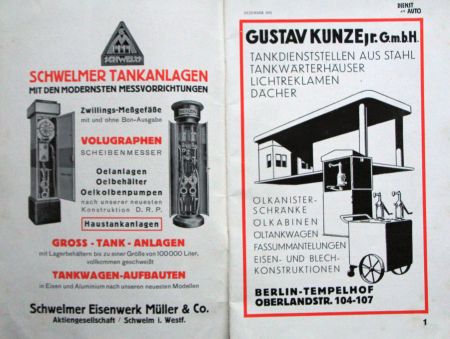 SCHWELM
SCHWELMER TANKANLAGEN
MIT DEN MODERNSTEN MESSVORRICHTUNGEN
Zwillings-Meßgefäße
mit und ohne Bon-Ausgabe
VOLUGRAPHEN
SCHEIBENMESSER
Oelanlagen
Oelbehälter
Oelkolbenpumpen
nach unserer neuesten
Konstruktion D. R. P.
Haustankanlagen
GROSS - TANK - ANLAGEN
mit Lagerbehältern bis zu einer Größe von 100 000 Liter,
vollkommen geschweißt
TANKWAGEN-AUFBAUTEN
in Eisen und Aluminium nach unseren neuesten Modellen
Schwelmer Eisenwerk Müller & Co.
Aktiengesellschaft / Schwelm i. Westf.
DIENST
AM AUTO
GUSTAV KUNZE jr. G.m.b.H.
TANKDIENSTSTELLEN AUS STAHL
TANKWÄRTERHÄUSER
LICHTREKLAMEN
DÄCHER
ÖLKANISTER-
SCHRÄNKE
ÖLKABINEN
ÖLTANKWAGEN
FASSUMMANTELUNGEN
EISEN- UND BLECH-
KONSTRUKTIONEN
BERLIN-TEMPELHOF
OBERLANDSTR. 104-107
1